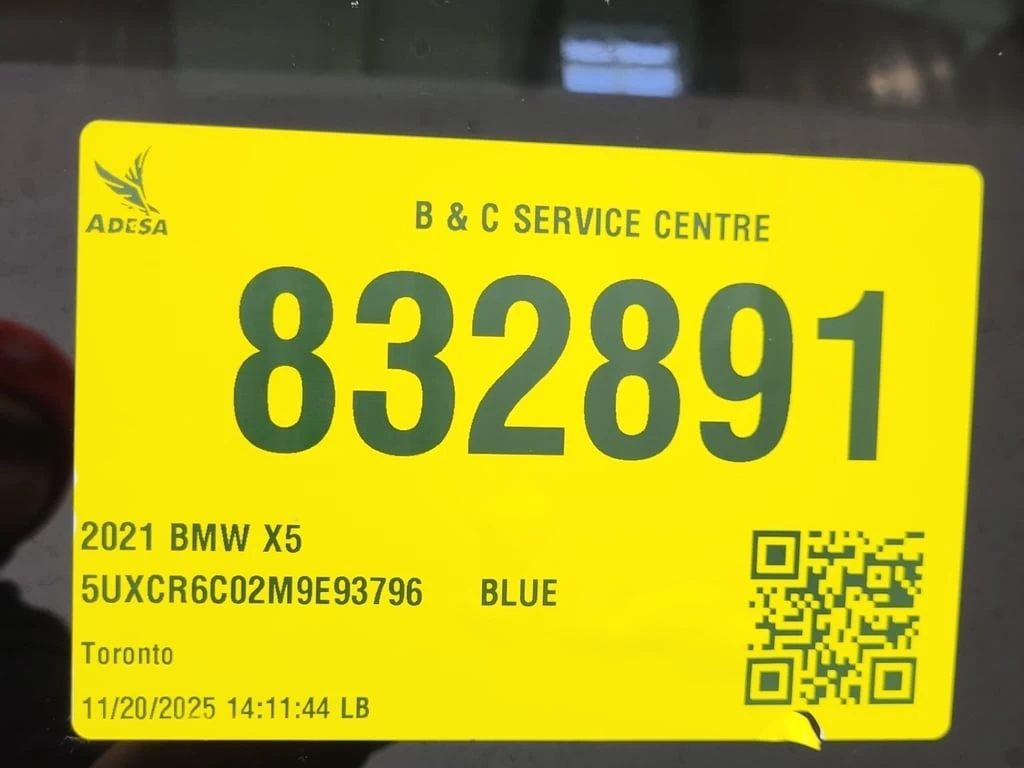 ADESA
B & C SERVICE CENTRE
832891
2021 BMW X5
5UXCR6C02M9E93796 BLUE
Toronto
11/20/2025 14:11:44 LB